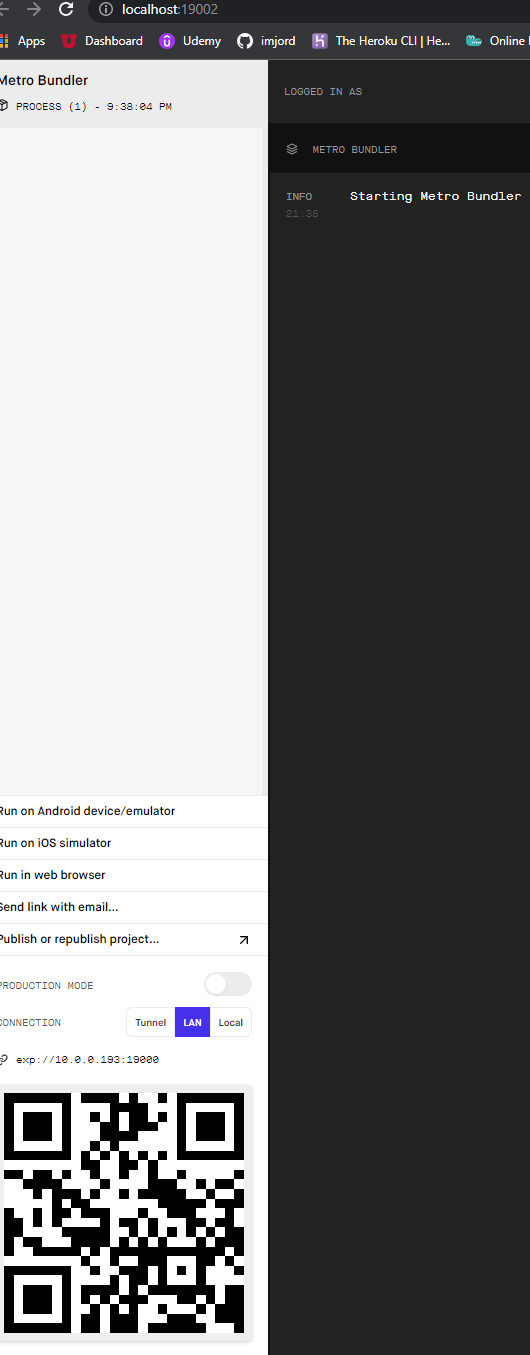 localhost:19002
Apps Dashboard Udemy imjord The Heroku CLI | He... Online
Metro Bundler
PROCESS (1) - 9:38:04 PM
LOGGED IN AS
METRO BUNDLER
INFO Starting Metro Bundler
21:38
Run on Android device/emulator
Run on iOS simulator
Run in web browser
Send link with email...
Publish or republish project...
PRODUCTION MODE
CONNECTION Tunnel LAN Local
exp://10.0.0.193:19000